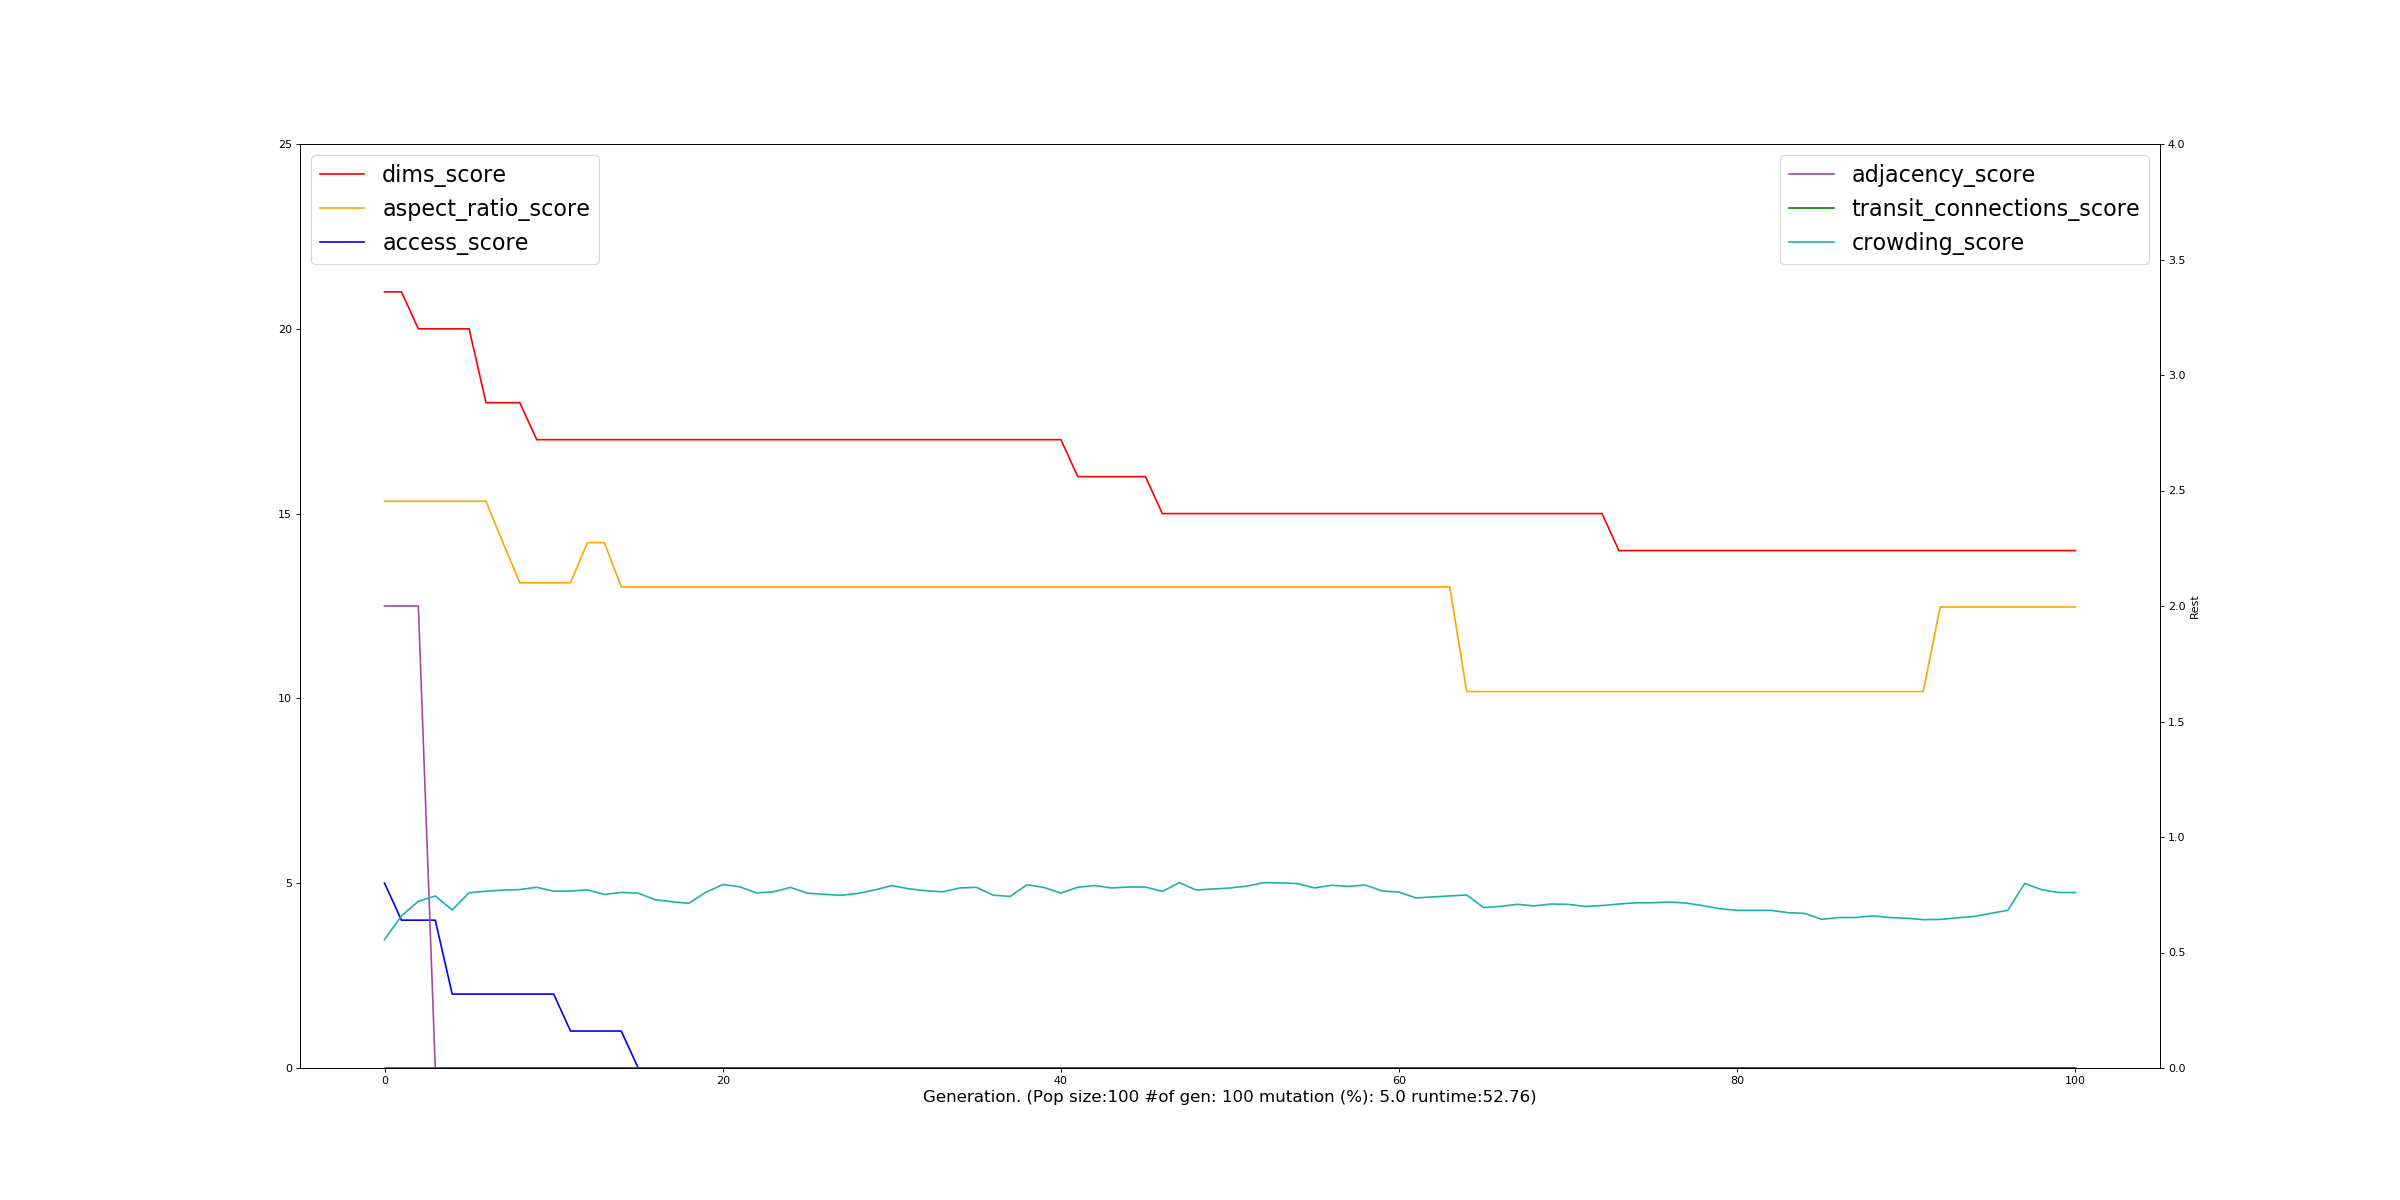 dims_score
aspect_ratio_score
access_score
adjacency_score
transit_connections_score
crowding_score
25
20
15
10
5
0
4.0
3.5
3.0
2.5
2.0
1.5
1.0
0.5
0.0
Rest
0 20 40 60 80 100
Generation. (Pop size:100 #of gen: 100 mutation (%): 5.0 runtime:52.76)